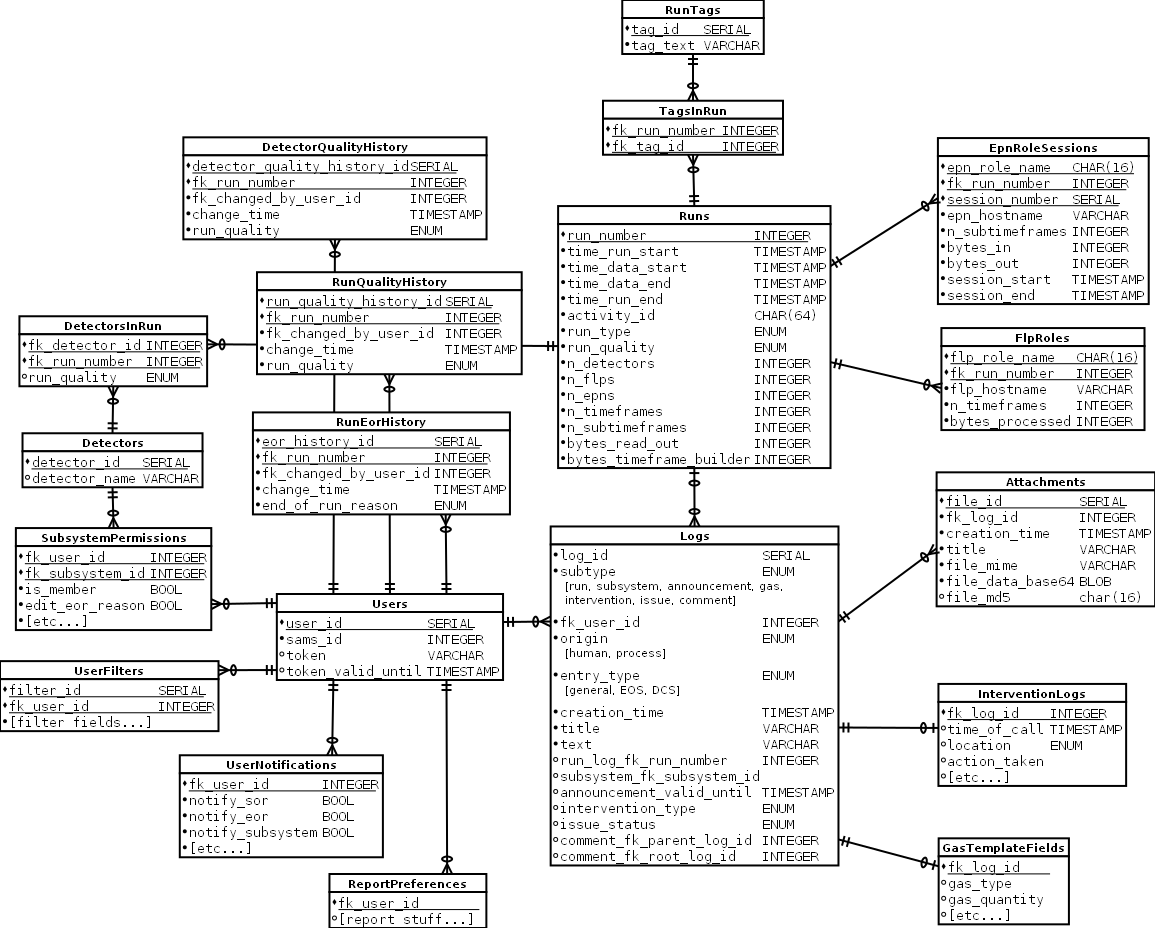 RunTags
tag_id SERIAL
tag_text VARCHAR
TagsInRun
fk_run_number INTEGER
fk_tag_id INTEGER
DetectorQualityHistory
detector_quality_history_id SERIAL
fk_run_number INTEGER
fk_changed_by_user_id INTEGER
change_time TIMESTAMP
run_quality ENUM
EpnRoleSessions
epn_role_name CHAR(16)
fk_run_number INTEGER
session_number SERIAL
epn_hostname VARCHAR
n_subtimeframes INTEGER
bytes_in INTEGER
bytes_out INTEGER
session_start TIMESTAMP
session_end TIMESTAMP
Runs
run_number INTEGER
time_run_start TIMESTAMP
time_data_start TIMESTAMP
time_data_end TIMESTAMP
time_run_end TIMESTAMP
activity_id CHAR(64)
run_type ENUM
run_quality ENUM
n_detectors INTEGER
n_flps INTEGER
n_epns INTEGER
n_timeframes INTEGER
n_subtimeframes INTEGER
bytes_read_out INTEGER
bytes_timeframe_builder INTEGER
RunQualityHistory
run_quality_history_id SERIAL
fk_run_number INTEGER
fk_changed_by_user_id INTEGER
change_time TIMESTAMP
run_quality ENUM
DetectorsInRun
fk_detector_id INTEGER
fk_run_number INTEGER
run_quality ENUM
FlpRoles
flp_role_name CHAR(16)
fk_run_number INTEGER
flp_hostname VARCHAR
n_timeframes INTEGER
bytes_processed INTEGER
RunEorHistory
eor_history_id SERIAL
fk_run_number INTEGER
fk_changed_by_user_id INTEGER
change_time TIMESTAMP
end_of_run_reason ENUM
Detectors
detector_id SERIAL
detector_name VARCHAR
Attachments
file_id SERIAL
fk_log_id INTEGER
creation_time TIMESTAMP
title VARCHAR
file_mime VARCHAR
file_data_base64 BLOB
file_md5 char(16)
SubsystemPermissions
fk_user_id INTEGER
fk_subsystem_id INTEGER
is_member BOOL
edit_eor_reason BOOL
[etc...]
Logs
log_id SERIAL
subtype ENUM
[run, subsystem, announcement, gas,
intervention, issue, comment]
fk_user_id INTEGER
origin ENUM
[human, process]
entry_type ENUM
[general, EOS, DCS]
creation_time TIMESTAMP
title VARCHAR
text VARCHAR
run_log_fk_run_number INTEGER
subsystem_fk_subsystem_id
announcement_valid_until TIMESTAMP
intervention_type ENUM
issue_status ENUM
comment_fk_parent_log_id INTEGER
comment_fk_root_log_id INTEGER
Users
user_id SERIAL
sams_id INTEGER
token VARCHAR
token_valid_until TIMESTAMP
UserFilters
filter_id SERIAL
fk_user_id INTEGER
[filter fields...]
InterventionLogs
fk_log_id INTEGER
time_of_call TIMESTAMP
location ENUM
action_taken
[etc...]
UserNotifications
fk_user_id INTEGER
notify_sor BOOL
notify_eor BOOL
notify_subsystem BOOL
[etc...]
GasTemplateFields
fk_log_id
gas_type
gas_quantity
[etc...]
ReportPreferences
fk_user_id
[report stuff...]